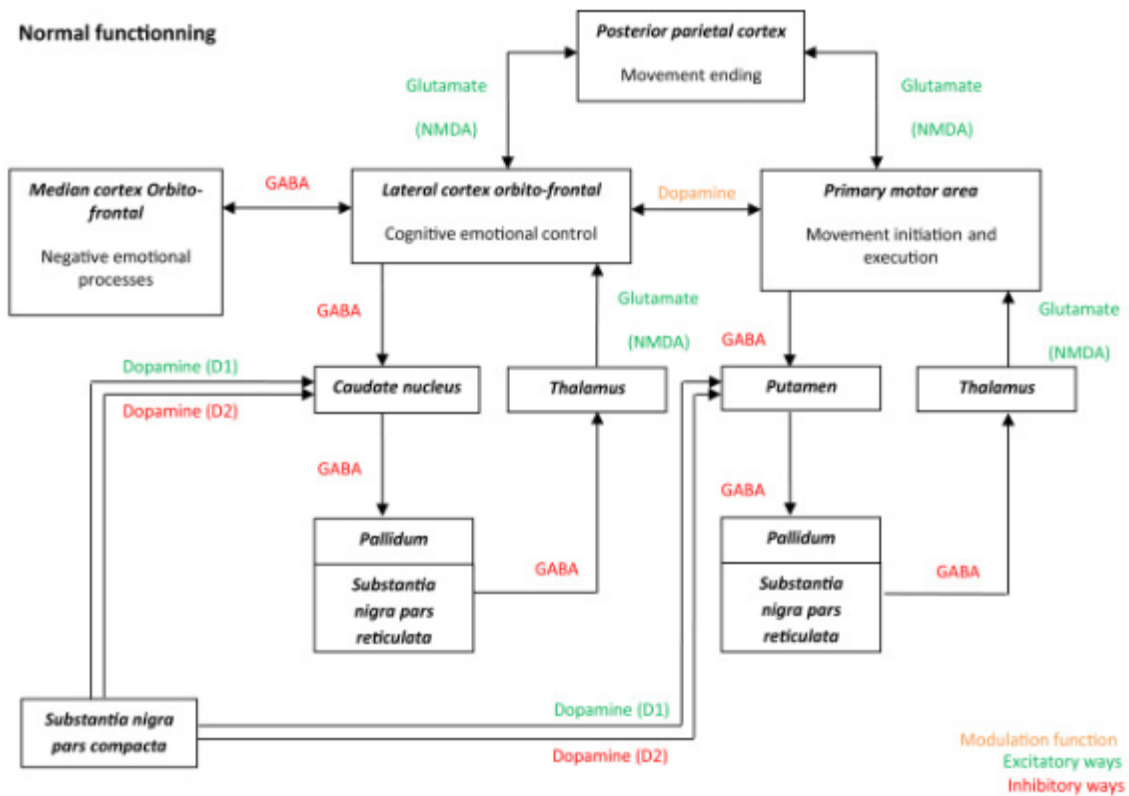 Normal functionning
Posterior parietal cortex
Movement ending
Glutamate
(NMDA)
Glutamate
(NMDA)
Median cortex Orbito-
frontal
Negative emotional
processes
GABA
Lateral cortex orbito-frontal
Cognitive emotional control
Dopamine
Primary motor area
Movement initiation and
execution
GABA
Glutamate
(NMDA)
GABA
Glutamate
(NMDA)
Dopamine (D1)
Dopamine (D2)
Caudate nucleus
Thalamus
Putamen
Thalamus
GABA
GABA
Pallidum
Substantia
nigra pars
reticulata
GABA
Pallidum
Substantia
nigra pars
reticulata
GABA
Substantia nigra
pars compacta
Dopamine (D1)
Dopamine (D2)
Modulation function
Excitatory ways
Inhibitory ways